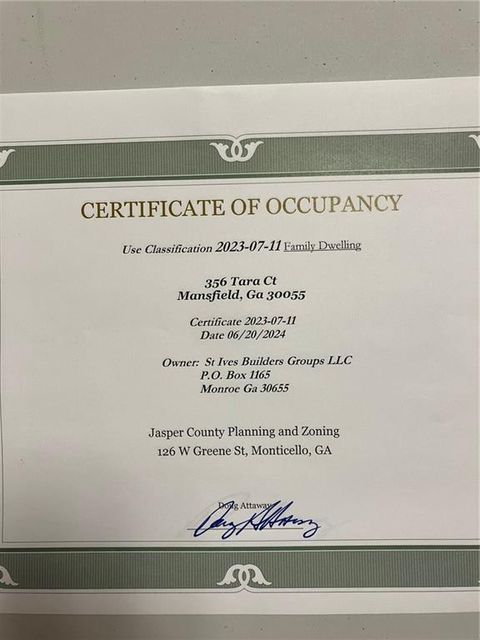 CERTIFICATE OF OCCUPANCY
Use Classification 2023-07-11 Family Dwelling
356 Tara Ct
Mansfield, Ga 30055
Certificate 2023-07-11
Date 06/20/2024
Owner: St Ives Builders Groups LLC
P.O. Box 1165
Monroe Ga 30655
Jasper County Planning and Zoning
126 W Greene St, Monticello, GA
Doug Attaway